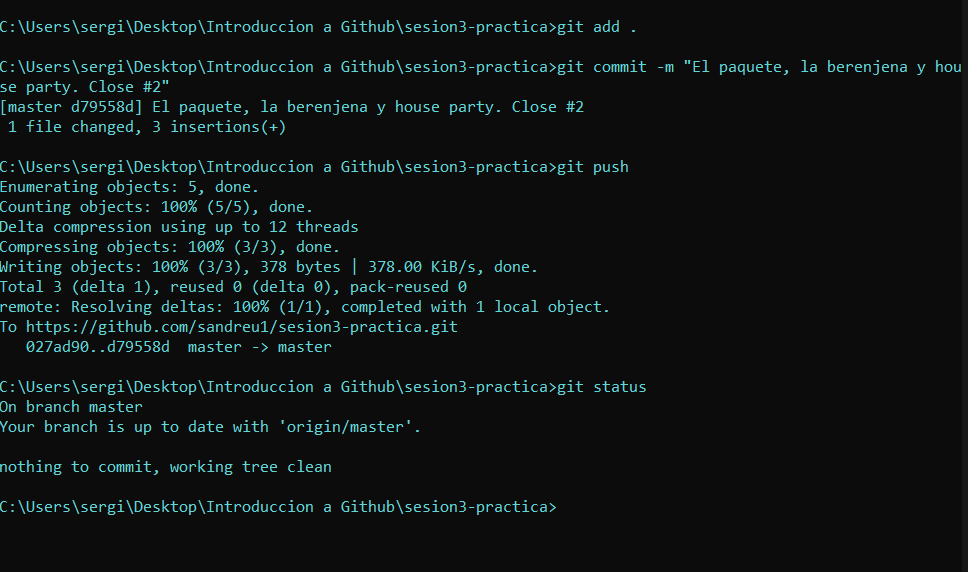 C:\Users\sergi\Desktop\Introduccion a Github\sesion3-practica>git add .
C:\Users\sergi\Desktop\Introduccion a Github\sesion3-practica>git commit -m "El paquete, la berenjena y hou
se party. Close #2"
[master d79558d] El paquete, la berenjena y house party. Close #2
 1 file changed, 3 insertions(+)
C:\Users\sergi\Desktop\Introduccion a Github\sesion3-practica>git push
Enumerating objects: 5, done.
Counting objects: 100% (5/5), done.
Delta compression using up to 12 threads
Compressing objects: 100% (3/3), done.
Writing objects: 100% (3/3), 378 bytes | 378.00 KiB/s, done.
Total 3 (delta 1), reused 0 (delta 0), pack-reused 0
remote: Resolving deltas: 100% (1/1), completed with 1 local object.
To https://github.com/sandreu1/sesion3-practica.git
   027ad90..d79558d  master -> master
C:\Users\sergi\Desktop\Introduccion a Github\sesion3-practica>git status
On branch master
Your branch is up to date with 'origin/master'.
nothing to commit, working tree clean
C:\Users\sergi\Desktop\Introduccion a Github\sesion3-practica>